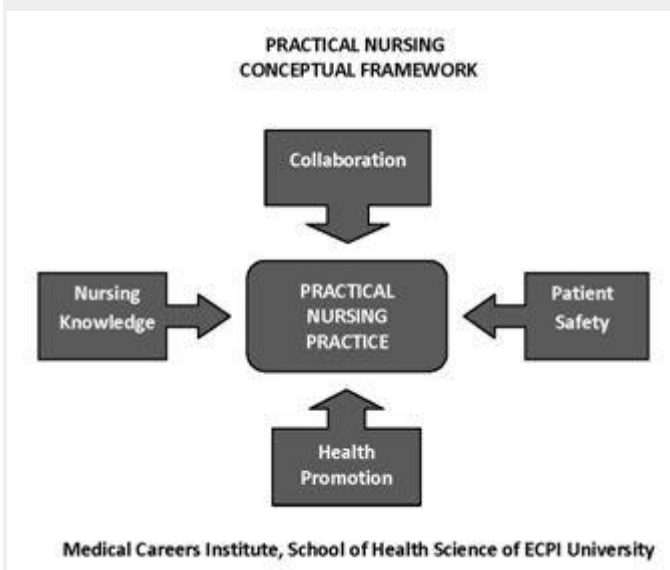 PRACTICAL NURSING
CONCEPTUAL FRAMEWORK
Collaboration
Nursing
Knowledge
PRACTICAL
NURSING
PRACTICE
Patient
Safety
Health
Promotion
Medical Careers Institute, School of Health Science of ECPI University